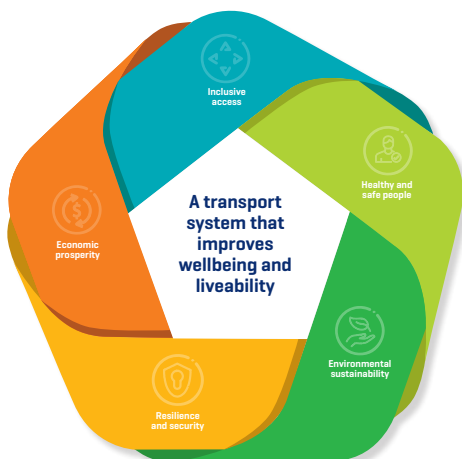 Inclusive
access
Healthy and
safe people
A transport
system that
improves
wellbeing and
liveability
Economic
prosperity
Environmental
sustainability
Resilience
and security